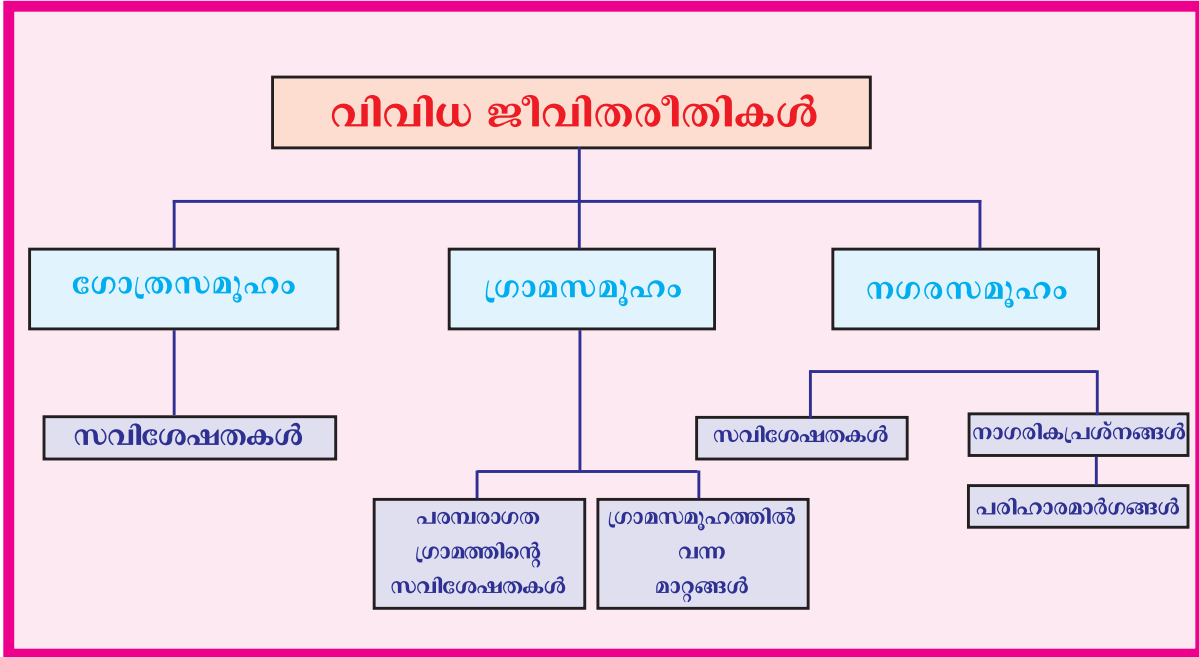 വിവിധ ജീവിതരീതികൾ
ഗോത്രസമൂഹം
ഗ്രാമസമൂഹം
നഗരസമൂഹം
സവിശേഷതകൾ
സവിശേഷതകൾ
നാഗരികപ്രശ്നങ്ങൾ
പരിഹാരമാർഗങ്ങൾ
പരമ്പരാഗത
ഗ്രാമത്തിന്റെ
സവിശേഷതകൾ
ഗ്രാമസമൂഹത്തിൽ
വന്ന
മാറ്റങ്ങൾ